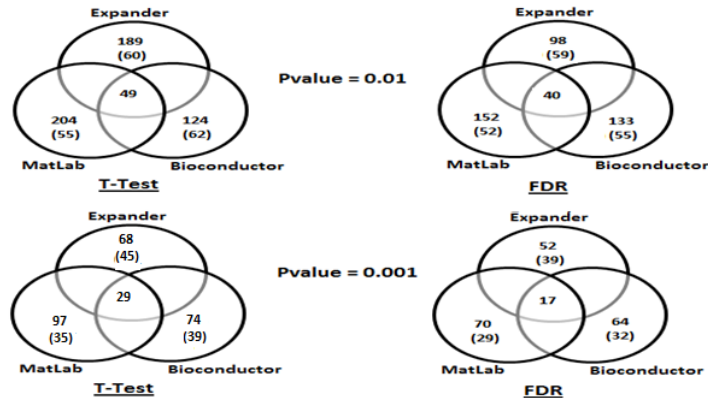 Expander
189
(60)
49
204
(55)
124
(62)
MatLab
Bioconductor
T-Test
Pvalue = 0.01
Expander
98
(59)
40
152
(52)
133
(55)
MatLab
Bioconductor
FDR
Expander
68
(45)
29
97
(35)
74
(39)
MatLab
Bioconductor
T-Test
Pvalue = 0.001
Expander
52
(39)
17
70
(29)
64
(32)
MatLab
Bioconductor
FDR